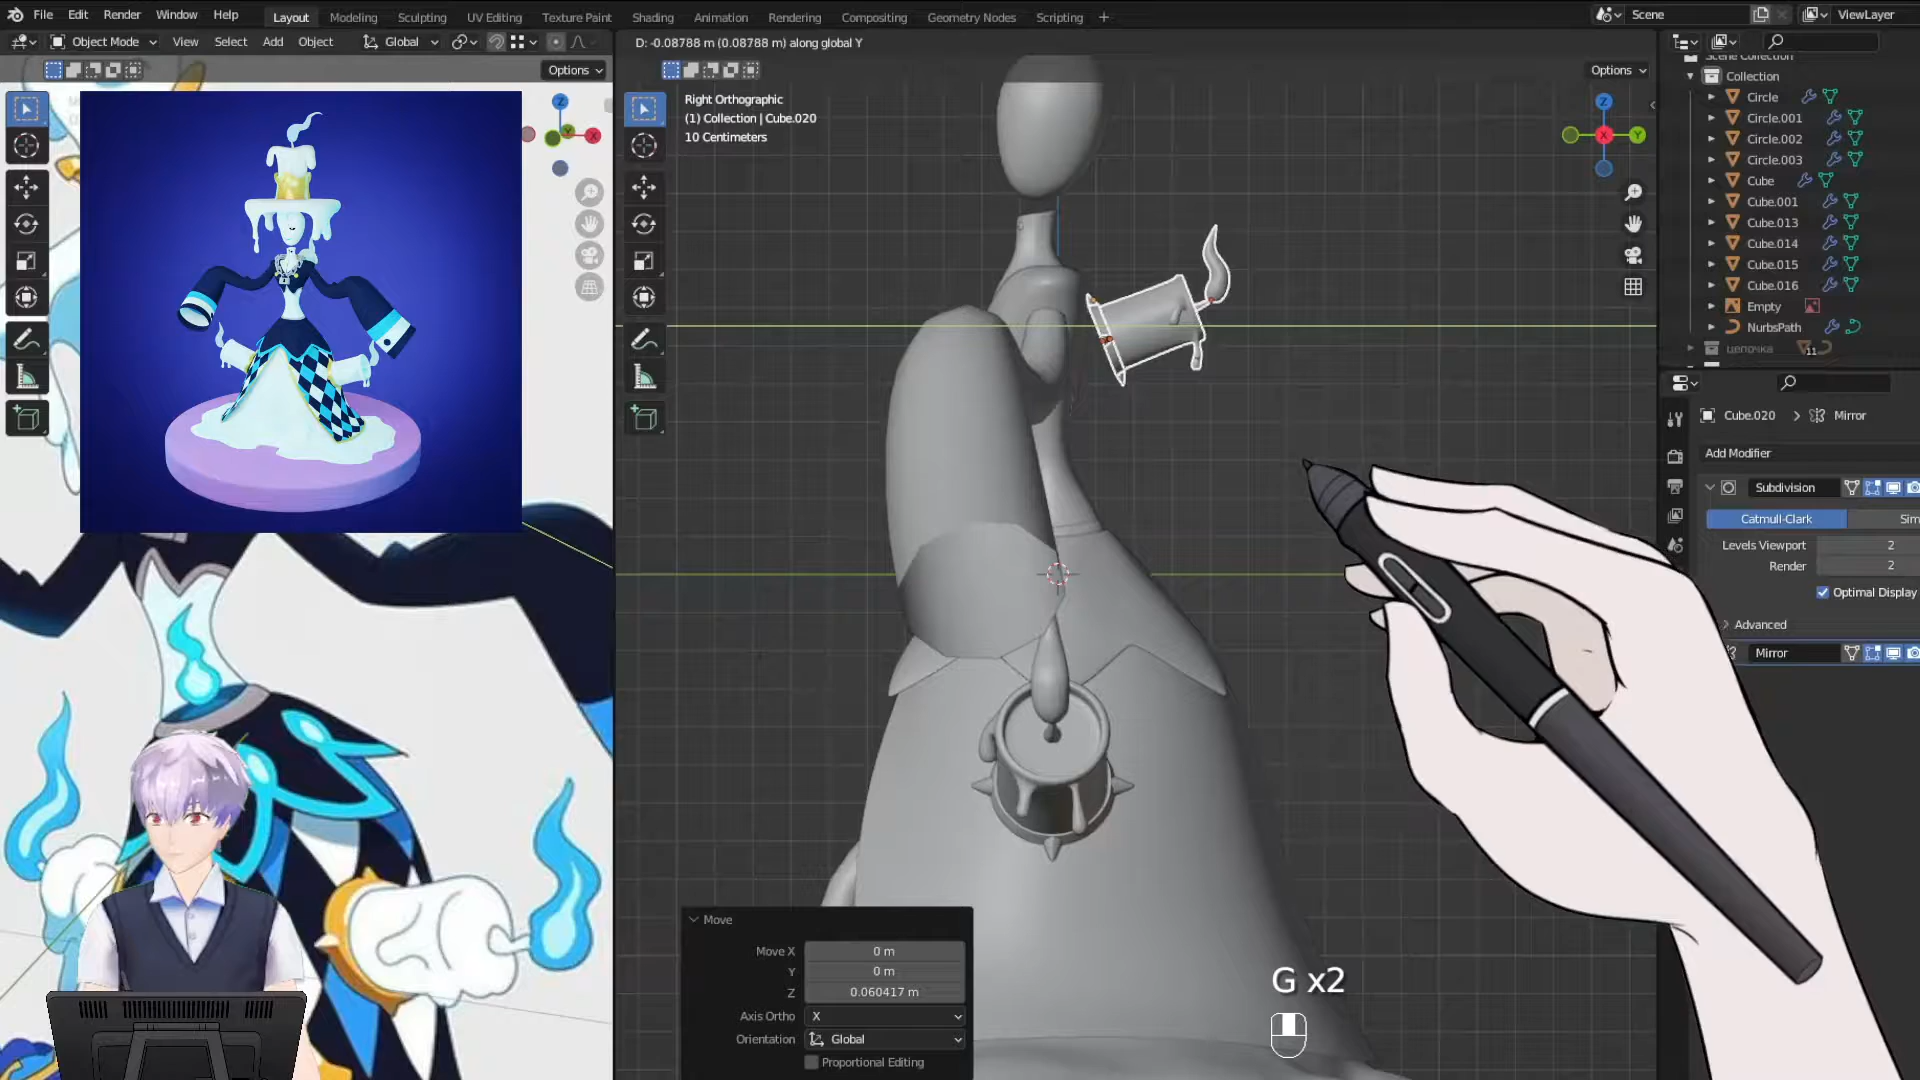 File Edit Render Window Help
Layout Modeling Sculpting UV Editing Texture Paint Shading Animation Rendering Compositing Geometry Nodes Scripting +
Scene
ViewLayer
Object Mode View Select Add Object Global
D: -0.08788 m (0.08788 m) along global Y
Options
Options
Right Orthographic
(1) Collection | Cube.020
10 Centimeters
Z
Y
X
Z
X
Y
Scene Collection
Collection
Circle
Circle.001
Circle.002
Circle.003
Cube
Cube.001
Cube.013
Cube.014
Cube.015
Cube.016
Empty
NurbsPath
цепочка 11
Cube.020 > Mirror
Add Modifier
Subdivision
Catmull-Clark Sim
Levels Viewport 2
Render 2
Optimal Display
Advanced
Mirror
Move
Move X 0 m
Y 0 m
Z 0.060417 m
Axis Ortho X
Orientation Global
Proportional Editing
G x2